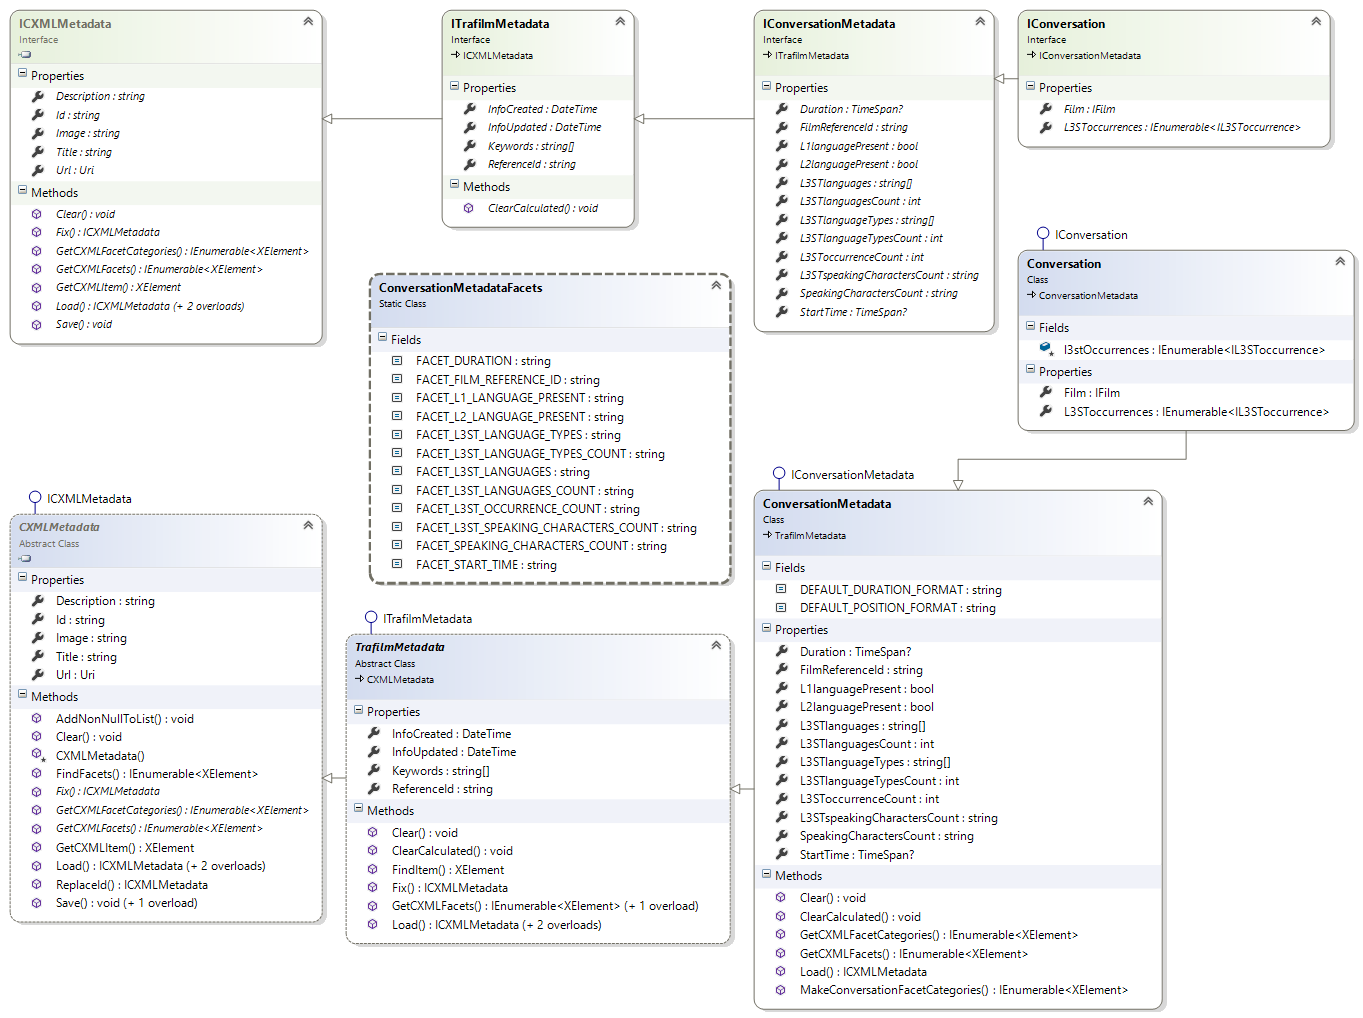 ICXMLMetadata
Interface
Properties
Description : string
Id : string
Image : string
Title : string
Url : Uri
Methods
Clear() : void
Fix() : ICXMLMetadata
GetCXMLFacetCategories() : IEnumerable<XElement>
GetCXMLFacets() : IEnumerable<XElement>
GetCXMLItem() : XElement
Load() : ICXMLMetadata (+ 2 overloads)
Save() : void
ITrafilmMetadata
Interface
ICXMLMetadata
Properties
InfoCreated : DateTime
InfoUpdated : DateTime
Keywords : string[]
ReferenceId : string
Methods
ClearCalculated() : void
IConversationMetadata
Interface
ITrafilmMetadata
Properties
Duration : TimeSpan?
FilmReferenceId : string
L1languagePresent : bool
L2languagePresent : bool
L3STlanguages : string[]
L3STlanguagesCount : int
L3STlanguageTypes : string[]
L3STlanguageTypesCount : int
L3SToccurrenceCount : int
L3STspeakingCharactersCount : string
SpeakingCharactersCount : string
StartTime : TimeSpan?
IConversation
Interface
IConversationMetadata
Properties
Film : IFilm
L3SToccurrences : IEnumerable<IL3SToccurrence>
IConversation
Conversation
Class
ConversationMetadata
Fields
l3stOccurrences : IEnumerable<IL3SToccurrence>
Properties
Film : IFilm
L3SToccurrences : IEnumerable<IL3SToccurrence>
ConversationMetadataFacets
Static Class
Fields
FACET_DURATION : string
FACET_FILM_REFERENCE_ID : string
FACET_L1_LANGUAGE_PRESENT : string
FACET_L2_LANGUAGE_PRESENT : string
FACET_L3ST_LANGUAGE_TYPES : string
FACET_L3ST_LANGUAGE_TYPES_COUNT : string
FACET_L3ST_LANGUAGES : string
FACET_L3ST_LANGUAGES_COUNT : string
FACET_L3ST_OCCURRENCE_COUNT : string
FACET_L3ST_SPEAKING_CHARACTERS_COUNT : string
FACET_SPEAKING_CHARACTERS_COUNT : string
FACET_START_TIME : string
ICXMLMetadata
CXMLMetadata
Abstract Class
Properties
Description : string
Id : string
Image : string
Title : string
Url : Uri
Methods
AddNonNullToList() : void
Clear() : void
CXMLMetadata()
FindFacets() : IEnumerable<XElement>
Fix() : ICXMLMetadata
GetCXMLFacetCategories() : IEnumerable<XElement>
GetCXMLFacets() : IEnumerable<XElement>
GetCXMLItem() : XElement
Load() : ICXMLMetadata (+ 2 overloads)
ReplaceId() : ICXMLMetadata
Save() : void (+ 1 overload)
ITrafilmMetadata
TrafilmMetadata
Abstract Class
CXMLMetadata
Properties
InfoCreated : DateTime
InfoUpdated : DateTime
Keywords : string[]
ReferenceId : string
Methods
Clear() : void
ClearCalculated() : void
FindItem() : XElement
Fix() : ICXMLMetadata
GetCXMLFacets() : IEnumerable<XElement> (+ 1 overload)
Load() : ICXMLMetadata (+ 2 overloads)
IConversationMetadata
ConversationMetadata
Class
TrafilmMetadata
Fields
DEFAULT_DURATION_FORMAT : string
DEFAULT_POSITION_FORMAT : string
Properties
Duration : TimeSpan?
FilmReferenceId : string
L1languagePresent : bool
L2languagePresent : bool
L3STlanguages : string[]
L3STlanguagesCount : int
L3STlanguageTypes : string[]
L3STlanguageTypesCount : int
L3SToccurrenceCount : int
L3STspeakingCharactersCount : string
SpeakingCharactersCount : string
StartTime : TimeSpan?
Methods
Clear() : void
ClearCalculated() : void
GetCXMLFacetCategories() : IEnumerable<XElement>
GetCXMLFacets() : IEnumerable<XElement>
Load() : ICXMLMetadata
MakeConversationFacetCategories() : IEnumerable<XElement>